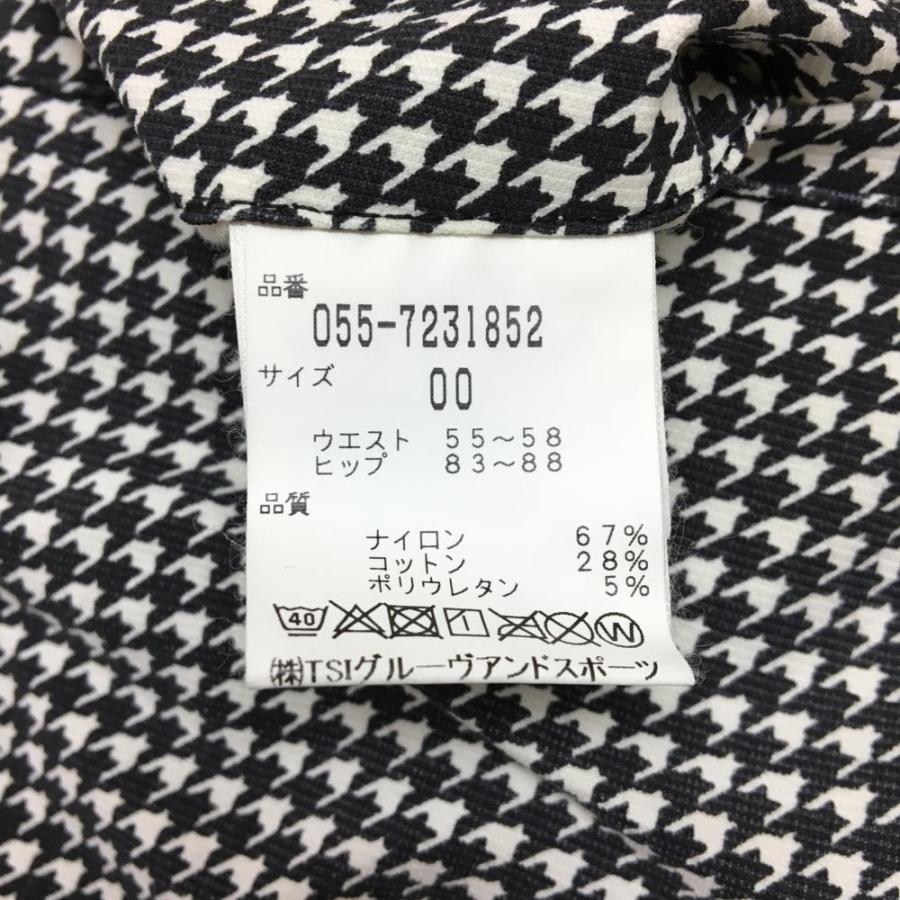 品番
055-7231852
サイズ
00
ウエスト 55～58
ヒップ 83～88
品質
ナイロン 67%
コットン 28%
ポリウレタン 5%
40 W
㈱TSIグルーヴアンドスポーツ